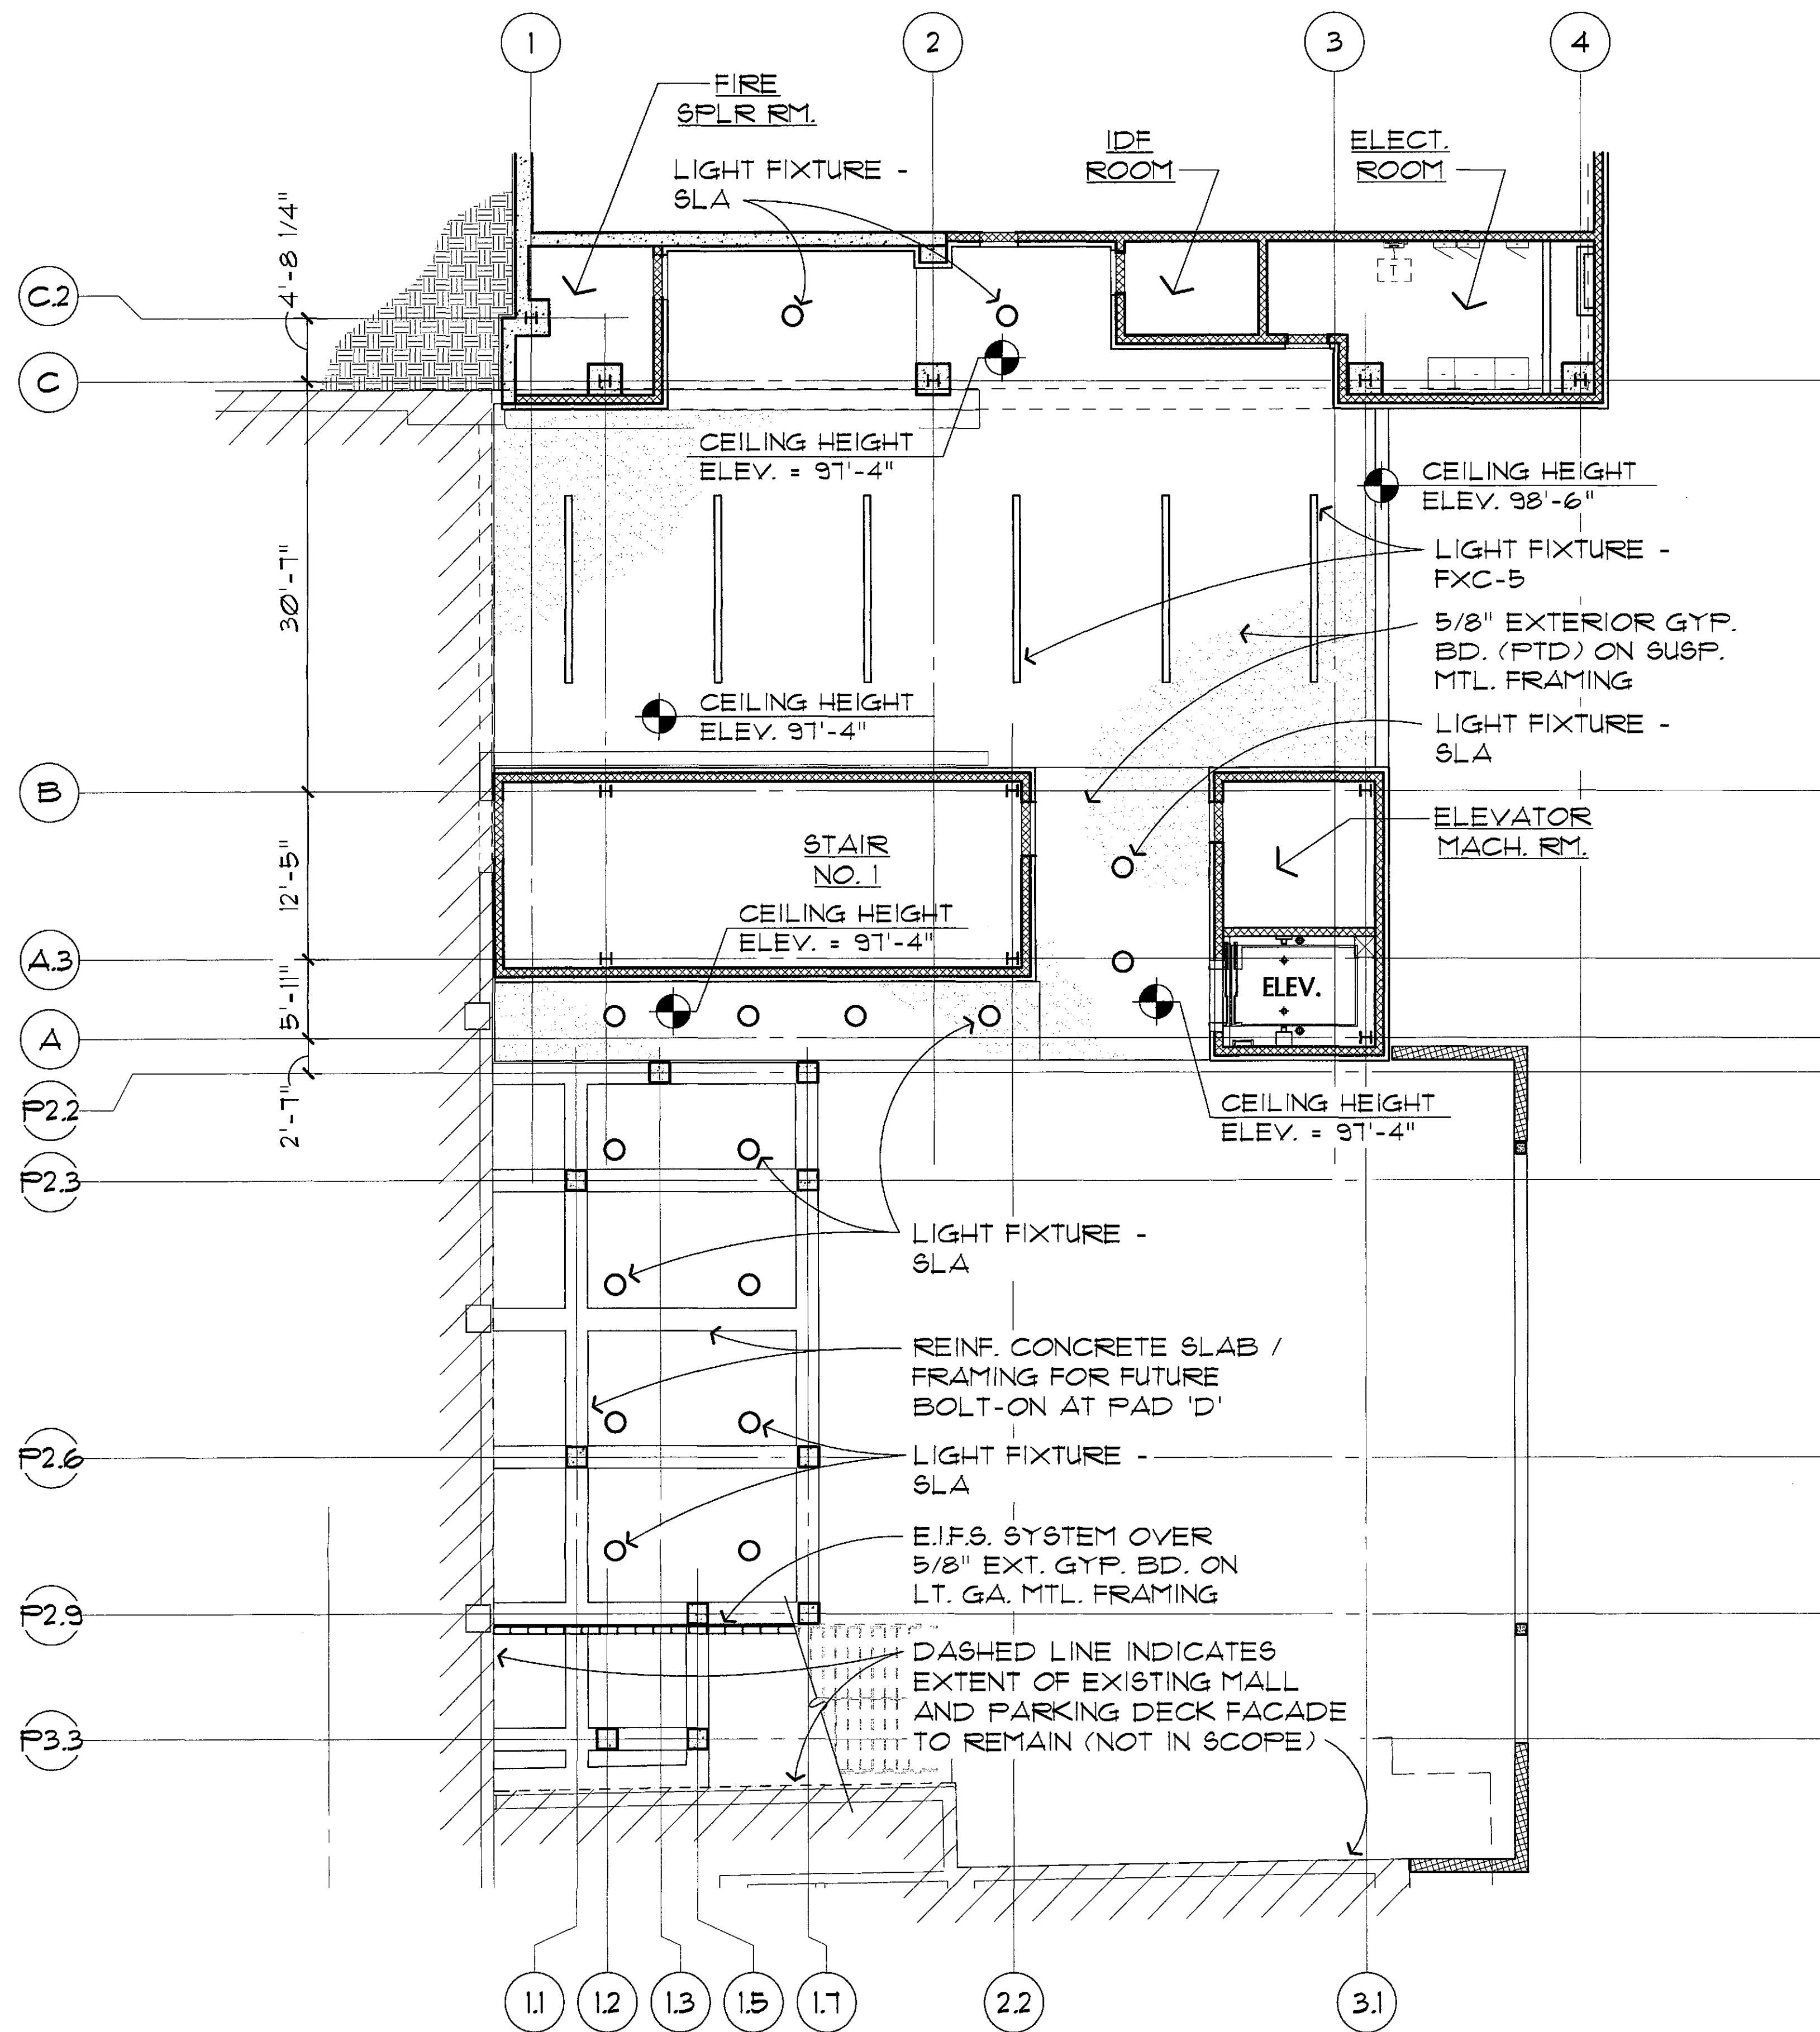 1
2
3
4
FIRE
SPLR RM.
LIGHT FIXTURE -
SLA
IDF
ROOM
ELECT.
ROOM
4'-8 1/4"
C.2
C
CEILING HEIGHT
ELEV. = 97'-4"
CEILING HEIGHT
ELEV. 98'-6"
LIGHT FIXTURE -
FXC-5
30'-7"
5/8" EXTERIOR GYP.
BD. (PTD) ON SUSP.
MTL. FRAMING
CEILING HEIGHT
ELEV. 97'-4"
LIGHT FIXTURE -
SLA
B
ELEVATOR
MACH. RM.
STAIR
NO. 1
12'-5"
CEILING HEIGHT
ELEV. = 97'-4"
A.3
ELEV.
5'-11"
A
2'-7"
P2.2
CEILING HEIGHT
ELEV. = 97'-4"
P2.3
LIGHT FIXTURE -
SLA
REINF. CONCRETE SLAB /
FRAMING FOR FUTURE
BOLT-ON AT PAD 'D'
P2.6
LIGHT FIXTURE -
SLA
E.I.F.S. SYSTEM OVER
5/8" EXT. GYP. BD. ON
LT. GA. MTL. FRAMING
P2.9
DASHED LINE INDICATES
EXTENT OF EXISTING MALL
AND PARKING DECK FACADE
TO REMAIN (NOT IN SCOPE)
P3.3
1.1
1.2
1.3
1.5
1.7
2.2
3.1